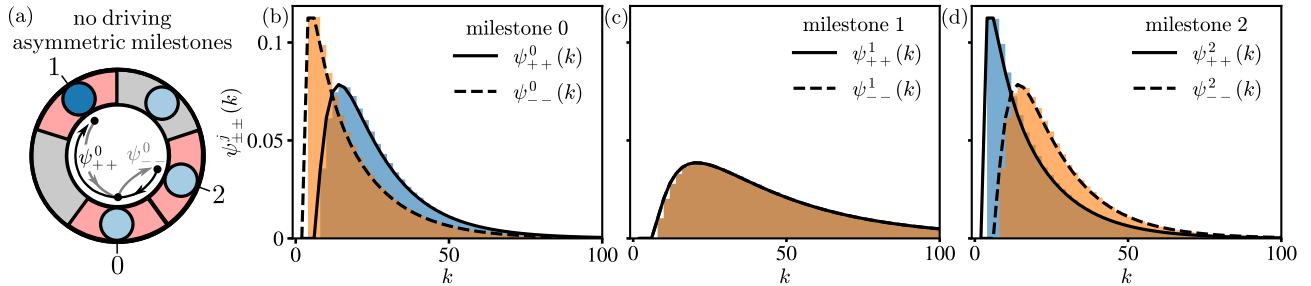 (a)
no driving
asymmetric milestones
1
ψ⁰₊₊
ψ⁰₋₋
2
0
(b)
milestone 0
ψ⁰₊₊(k)
ψ⁰₋₋(k)
ψʲ±±(k)
0.1
0.05
0
0
50
100
k
(c)
milestone 1
ψ¹₊₊(k)
ψ¹₋₋(k)
0
50
100
k
(d)
milestone 2
ψ²₊₊(k)
ψ²₋₋(k)
0
50
100
k